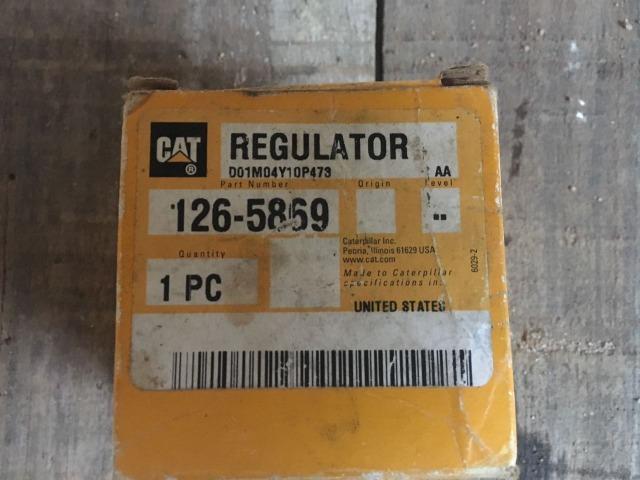 CAT
®
REGULATOR
D01M04Y10P473 AA
Part Number Origin Level
126-5869 --
Quantity
Caterpillar Inc.
Peoria, Illinois 61629 USA
www.cat.com
1 PC
Made to Caterpillar
specifications in:
UNITED STATES
6029-2